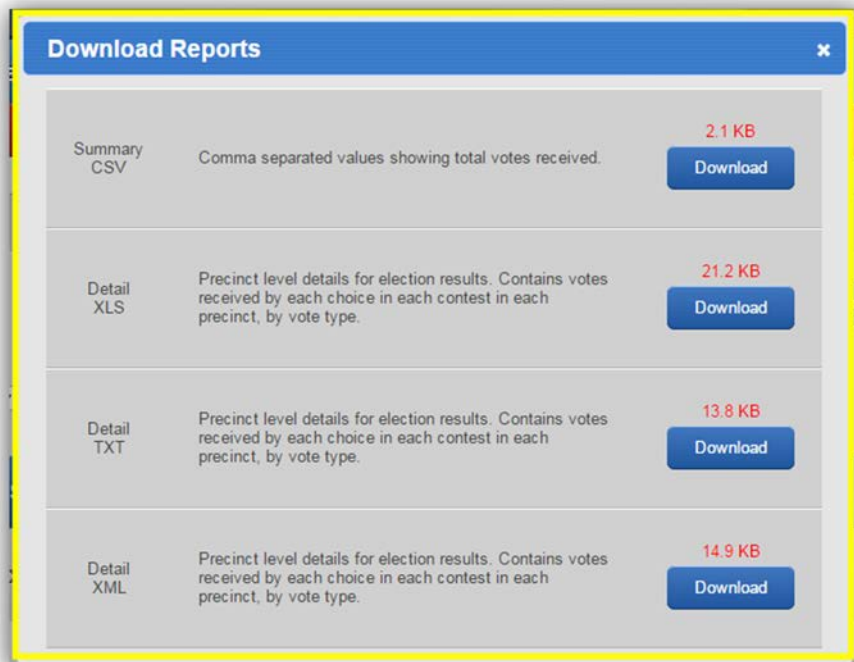 Download Reports
×
Summary
CSV
Comma separated values showing total votes received.
2.1 KB
Download
Detail
XLS
Precinct level details for election results. Contains votes
received by each choice in each contest in each
precinct, by vote type.
21.2 KB
Download
Detail
TXT
Precinct level details for election results. Contains votes
received by each choice in each contest in each
precinct, by vote type.
13.8 KB
Download
Detail
XML
Precinct level details for election results. Contains votes
received by each choice in each contest in each
precinct, by vote type.
14.9 KB
Download